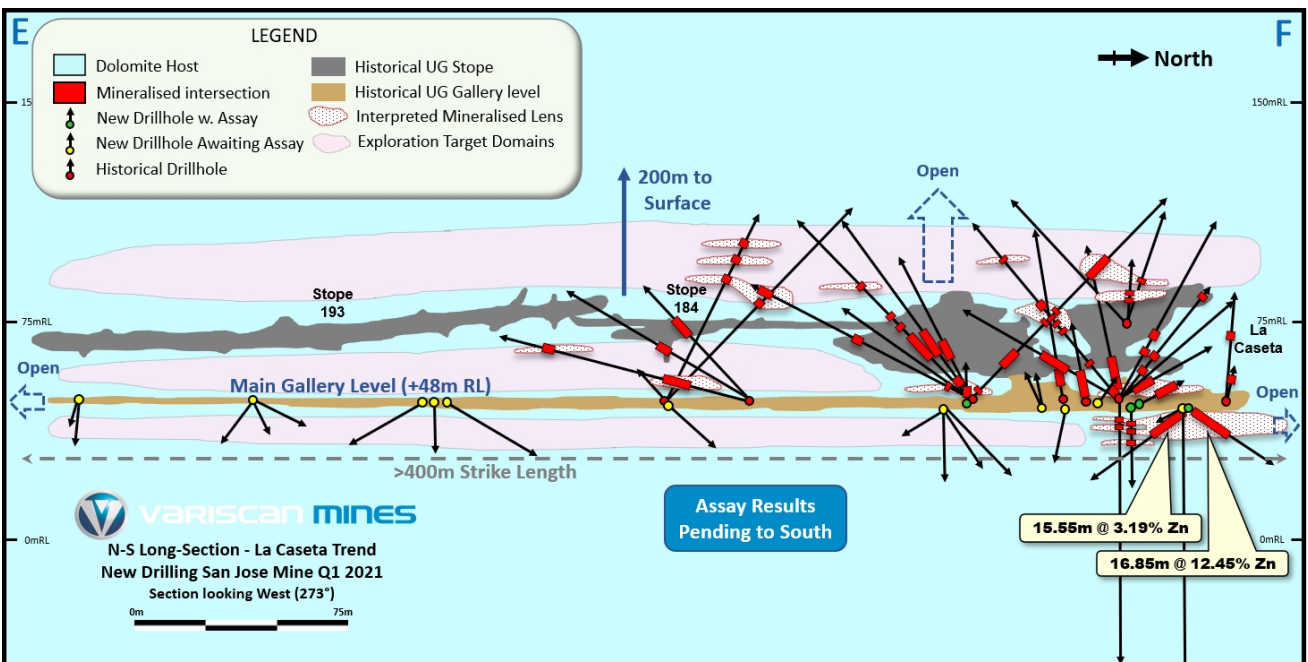 E
F
LEGEND
Dolomite Host
Mineralised intersection
New Drillhole w. Assay
New Drillhole Awaiting Assay
Historical Drillhole
Historical UG Stope
Historical UG Gallery level
Interpreted Mineralised Lens
Exploration Target Domains
North
15
150mRL
200m to
Surface
Open
Stope
193
Stope
184
75mRL
75mRL
La
Caseta
Open
Main Gallery Level (+48m RL)
Open
>400m Strike Length
VARISCAN MINES
Assay Results
Pending to South
15.55m @ 3.19% Zn
16.85m @ 12.45% Zn
0mRL
0mRL
N-S Long-Section - La Caseta Trend
New Drilling San Jose Mine Q1 2021
Section looking West (273°)
0m
75m